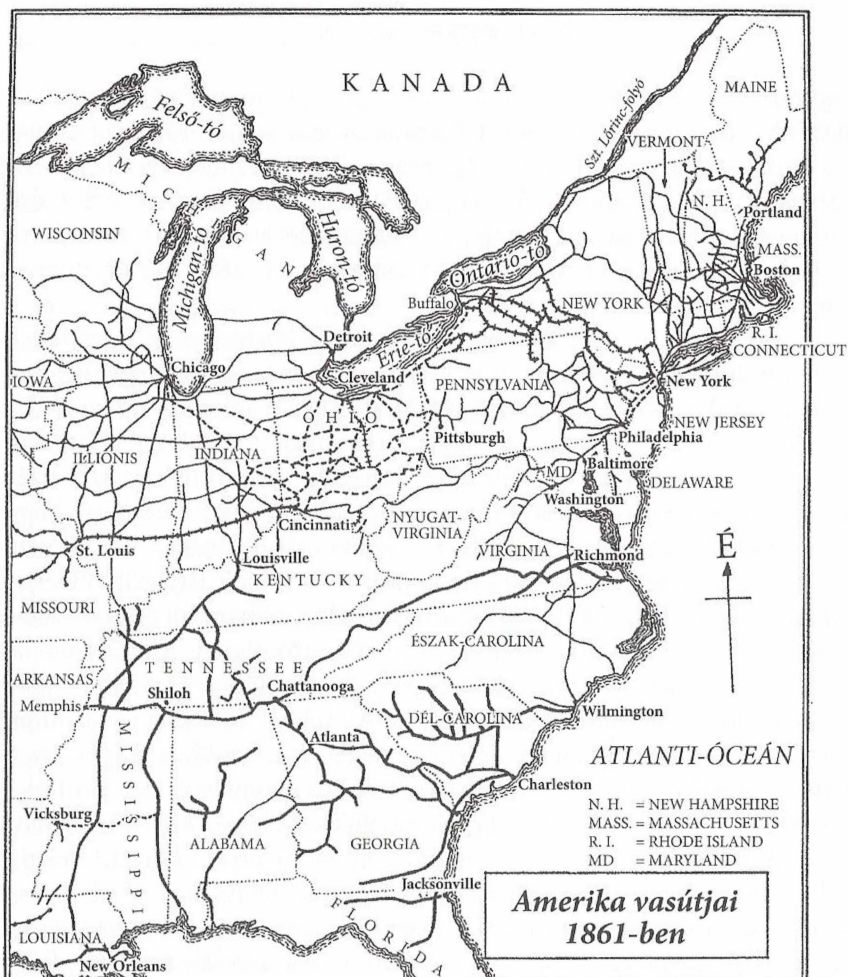 KANADA
Felső-tó
MICHIGAN
WISCONSIN
Michigan-tó
Huron-tó
Szt. Lőrinc-folyó
MAINE
VERMONT
N. H.
Portland
MASS.
Boston
Ontario-tó
Buffalo
NEW YORK
R. I.
CONNECTICUT
Detroit
Erie-tó
Chicago
Cleveland
New York
IOWA
PENNSYLVANIA
OHIO
NEW JERSEY
Pittsburgh
Philadelphia
ILLIONIS
INDIANA
MD
Baltimore
DELAWARE
Washington
Cincinnati
NYUGAT-
VIRGINIA
St. Louis
Louisville
VIRGINIA
Richmond
É
KENTUCKY
MISSOURI
ÉSZAK-CAROLINA
ARKANSAS
TENNESSEE
Memphis
Shiloh
Chattanooga
DÉL-CAROLINA
Wilmington
Atlanta
ATLANTI-ÓCEÁN
Charleston
MISSISSIPPI
Vicksburg
ALABAMA
GEORGIA
N. H. = NEW HAMPSHIRE
MASS. = MASSACHUSETTS
R. I. = RHODE ISLAND
MD = MARYLAND
Jacksonville
FLORIDA
LOUISIANA
New Orleans
Amerika vasútjai
1861-ben